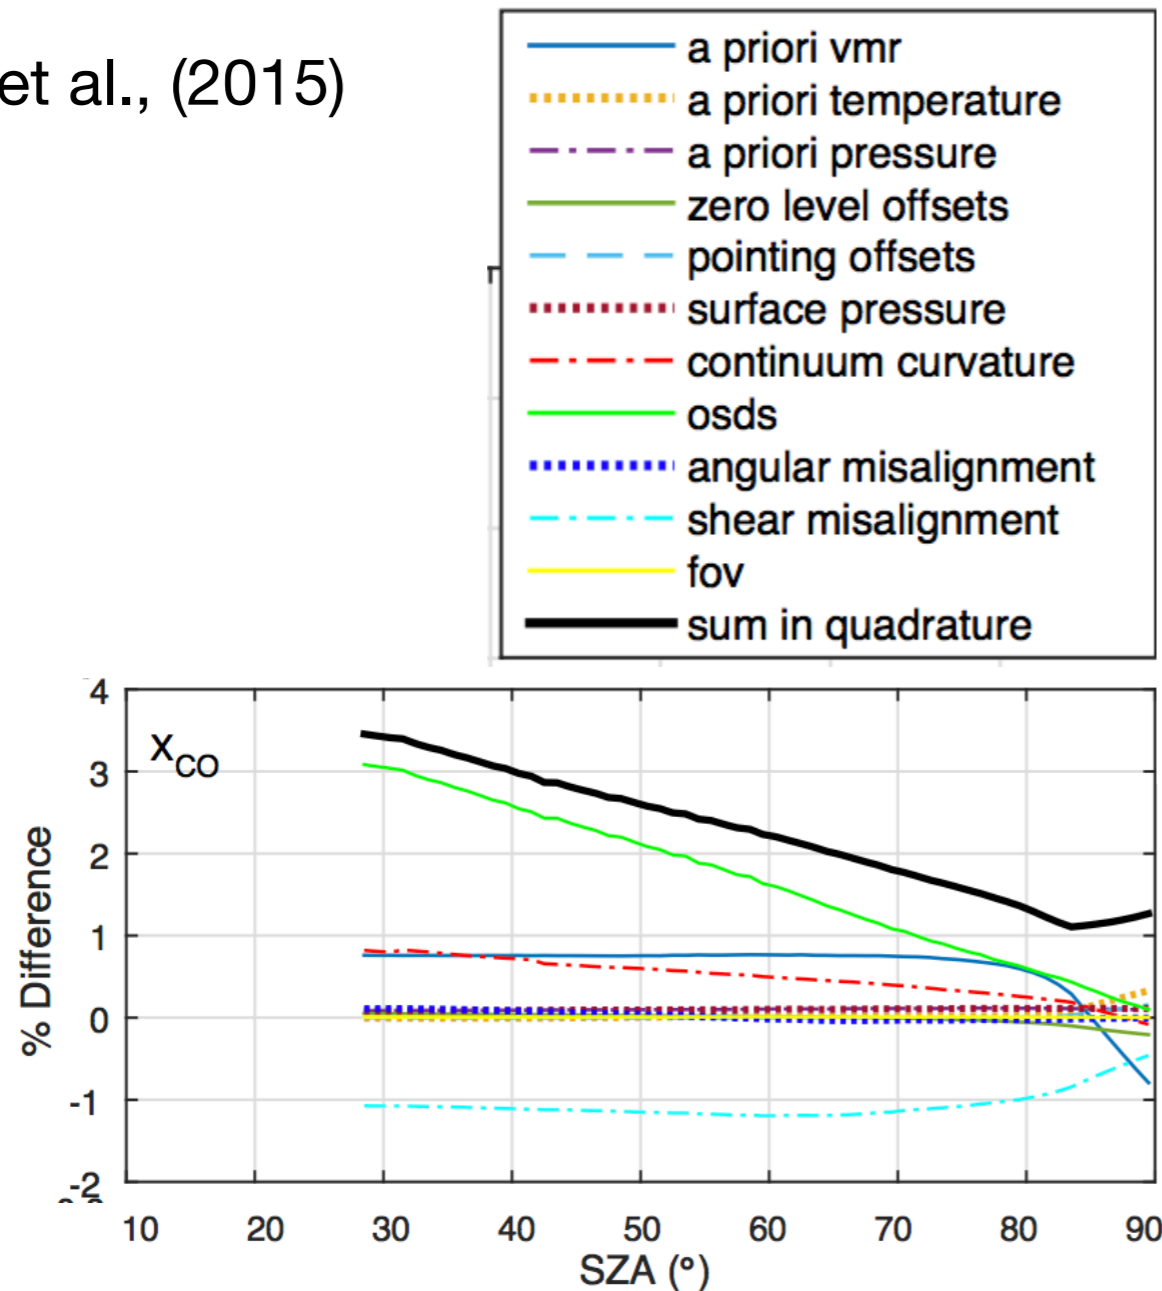 et al., (2015)
a priori vmr
a priori temperature
a priori pressure
zero level offsets
pointing offsets
surface pressure
continuum curvature
osds
angular misalignment
shear misalignment
fov
sum in quadrature
4
3
2
1
0
-1
-2
% Difference
xCO
10 20 30 40 50 60 70 80 90
SZA (°)